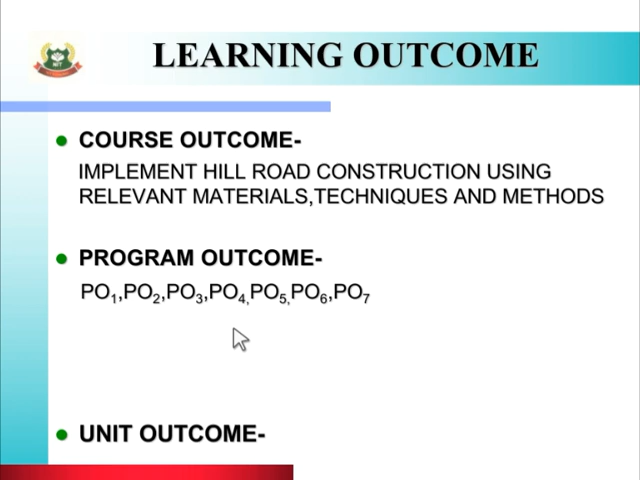 LEARNING OUTCOME
COURSE OUTCOME-
IMPLEMENT HILL ROAD CONSTRUCTION USING
RELEVANT MATERIALS,TECHNIQUES AND METHODS
PROGRAM OUTCOME-
PO1,PO2,PO3,PO4,PO5,PO6,PO7
UNIT OUTCOME-